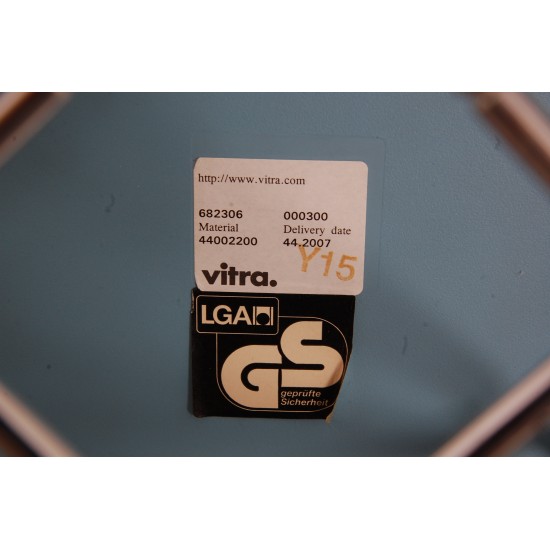 http://www.vitra.com
682306 000300
Material Delivery date
44002200 44.2007
Y15
vitra.
LGA
GS
geprüfte
Sicherheit